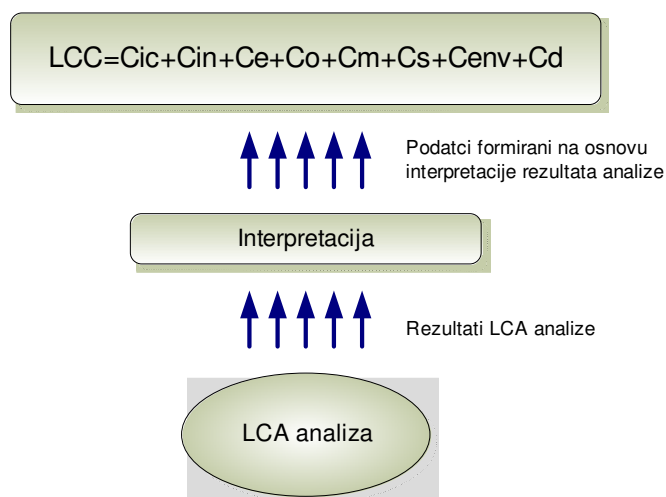 LCC=Cic+Cin+Ce+Co+Cm+Cs+Cenv+Cd
Podatci formirani na osnovu
interpretacije rezultata analize
Interpretacija
Rezultati LCA analize
LCA analiza